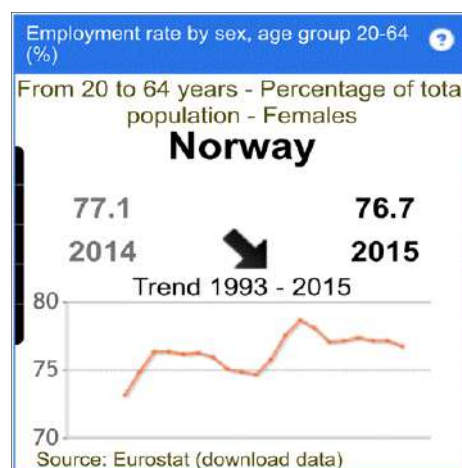 Employment rate by sex, age group 20-64
(%)
?
From 20 to 64 years - Percentage of tota
population - Females
Norway
77.1 76.7
2014 2015
Trend 1993 - 2015
80
75
70
Source: Eurostat (download data)